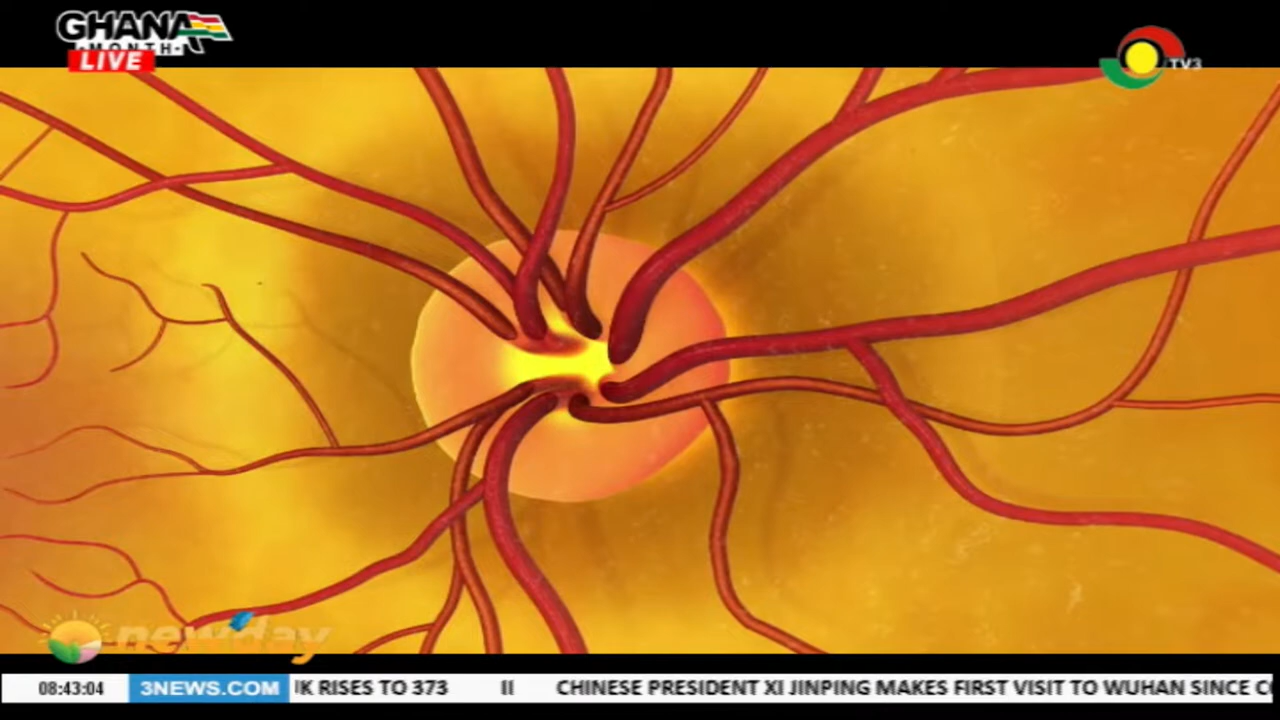 GHANA
MONTH
LIVE
TV3
newday
08:43:04
3NEWS.COM
RISES TO 373
CHINESE PRESIDENT XI JINPING MAKES FIRST VISIT TO WUHAN SINCE